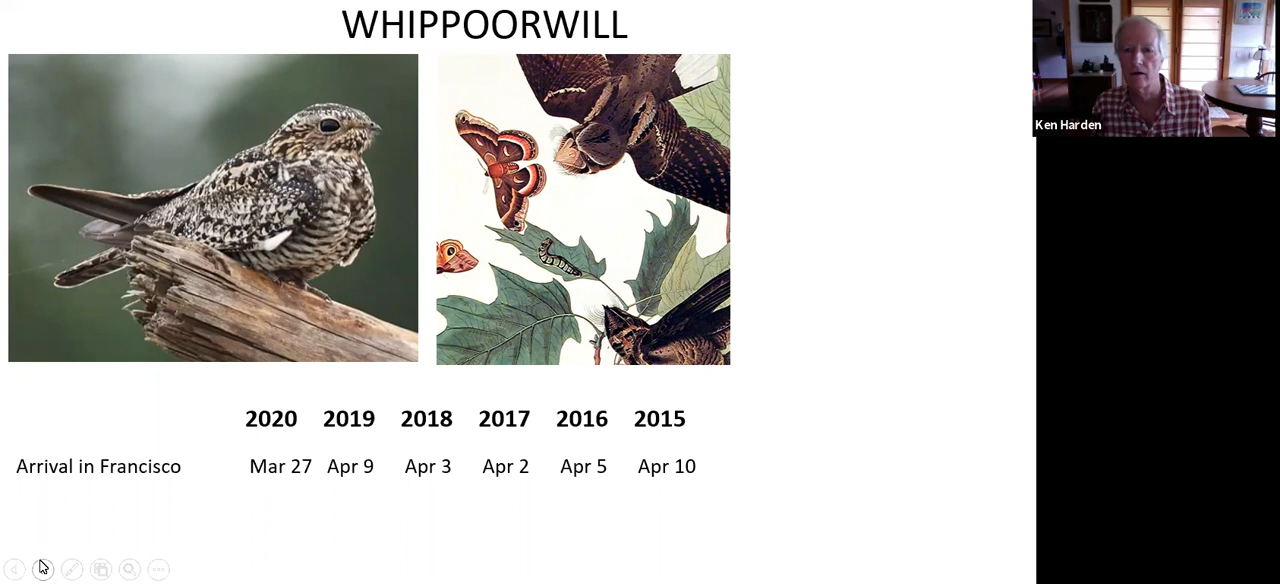 WHIPPOORWILL
Ken Harden
2020 2019 2018 2017 2016 2015
Arrival in Francisco Mar 27 Apr 9 Apr 3 Apr 2 Apr 5 Apr 10